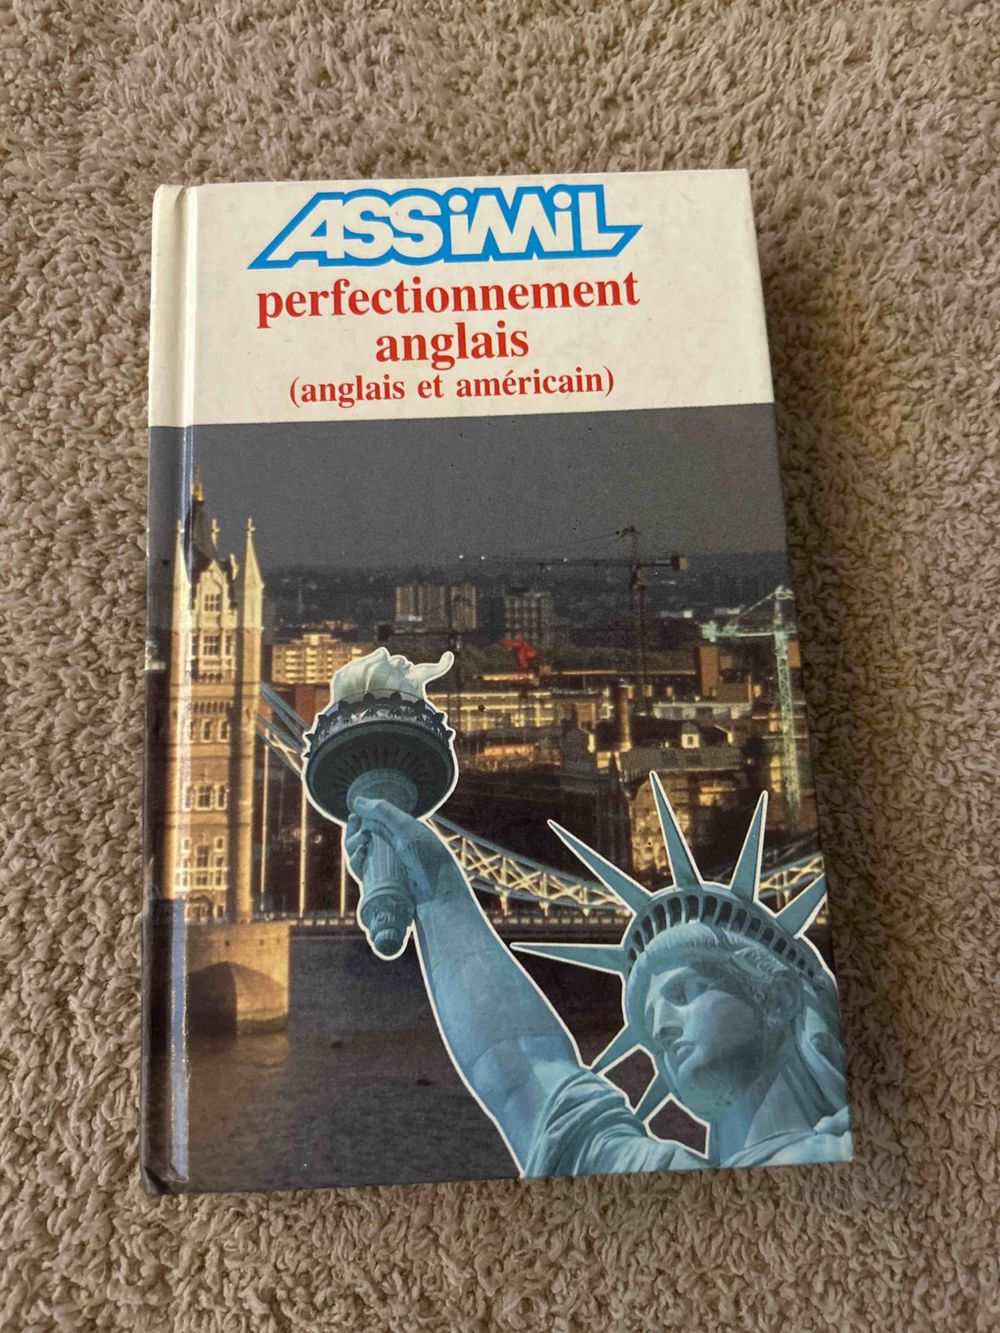 ASSiMiL
perfectionnement
anglais
(anglais et américain)